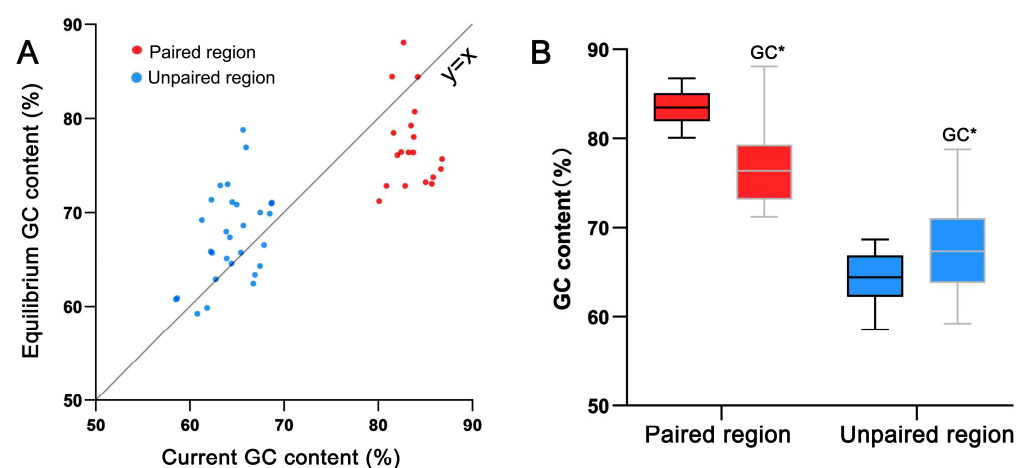 A
Equilibrium GC content (%)
90
80
70
60
50
Paired region
Unpaired region
y=x
50
60
70
80
90
Current GC content (%)
B
GC content(%)
90
80
70
60
50
GC*
GC*
Paired region
Unpaired region